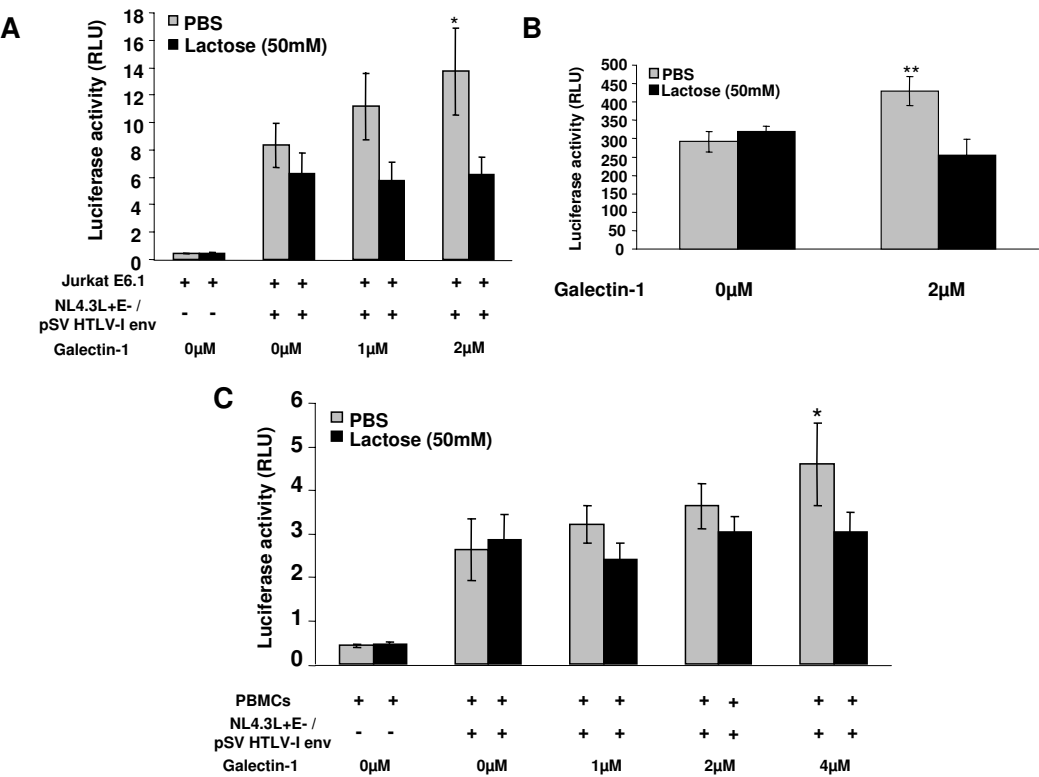 A
Luciferase activity (RLU)
18
16
14
12
10
8
6
4
2
0
PBS
Lactose (50mM)
*
Jurkat E6.1 + + + + + + + +
NL4.3L+E- /
pSV HTLV-I env - - + + + + + +
Galectin-1 0µM 0µM 1µM 2µM
B
Luciferase activity (RLU)
500
450
400
350
300
250
200
150
100
50
0
PBS
Lactose (50mM)
**
Galectin-1 0µM 2µM
C
Luciferase activity (RLU)
6
5
4
3
2
1
0
PBS
Lactose (50mM)
*
PBMCs + + + + + + + + + +
NL4.3L+E- /
pSV HTLV-I env - - + + + + + + + +
Galectin-1 0µM 0µM 1µM 2µM 4µM